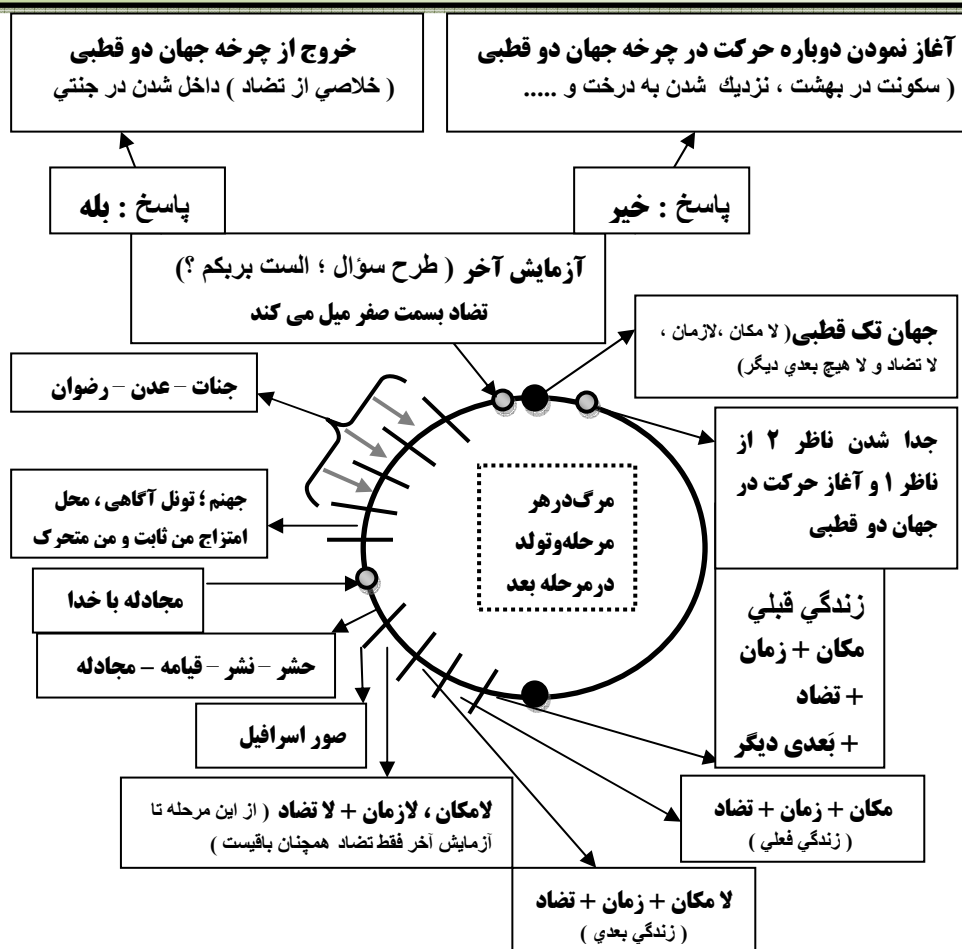 آغاز نمودن دوباره حرکت در چرخه جهان دو قطبی
( سکونت در بهشت ، نزدیك شدن به درخت و .....
خروج از چرخه جهان دو قطبی
( خلاصي از تضاد ) داخل شدن در جنتي
پاسخ : خیر
پاسخ : بله
آزمایش آخر ( طرح سؤال ؛ الست بربکم ؟)
تضاد بسمت صفر میل می کند
جهان تک قطبی( لا مکان ،لازمان ،
لا تضاد و لا هیچ بعدي دیگر)
جنات – عدن – رضوان
جدا شدن ناظر ۲ از
ناظر ۱ و آغاز حرکت در
جهان دو قطبی
مرگ‌درهر
مرحله‌وتولد
درمرحله بعد
جهنم ؛ تونل آگاهی ، محل
امتزاج من ثابت و من متحرک
مجادله با خدا
زندگي قبلي
مکان + زمان
+ تضاد
+ بَعدی دیگر
حشر – نشر – قیامه – مجادله
صور اسرافیل
لامکان ، لازمان + لا تضاد ( از این مرحله تا
آزمایش آخر فقط تضاد همچنان باقیست )
مکان + زمان + تضاد
( زندگي فعلي )
لا مکان + زمان + تضاد
( زندگي بعدي )